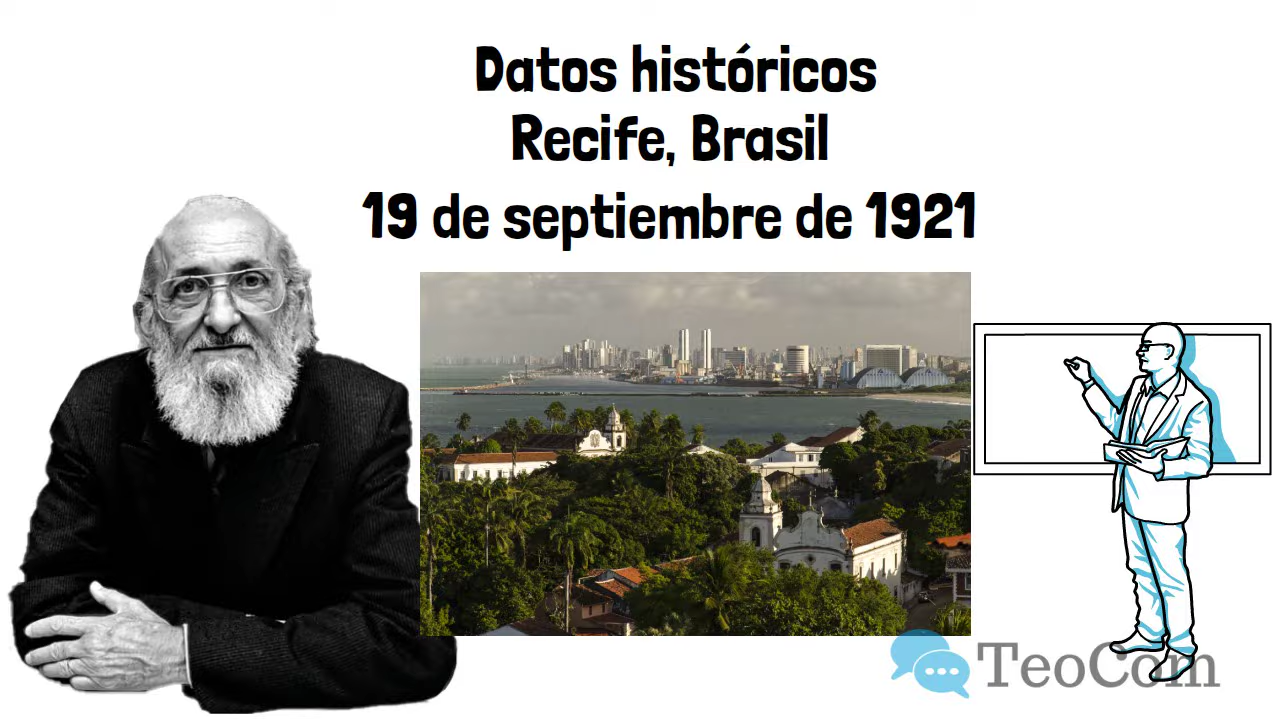 Datos históricos
Recife, Brasil
19 de septiembre de 1921
TeoCom